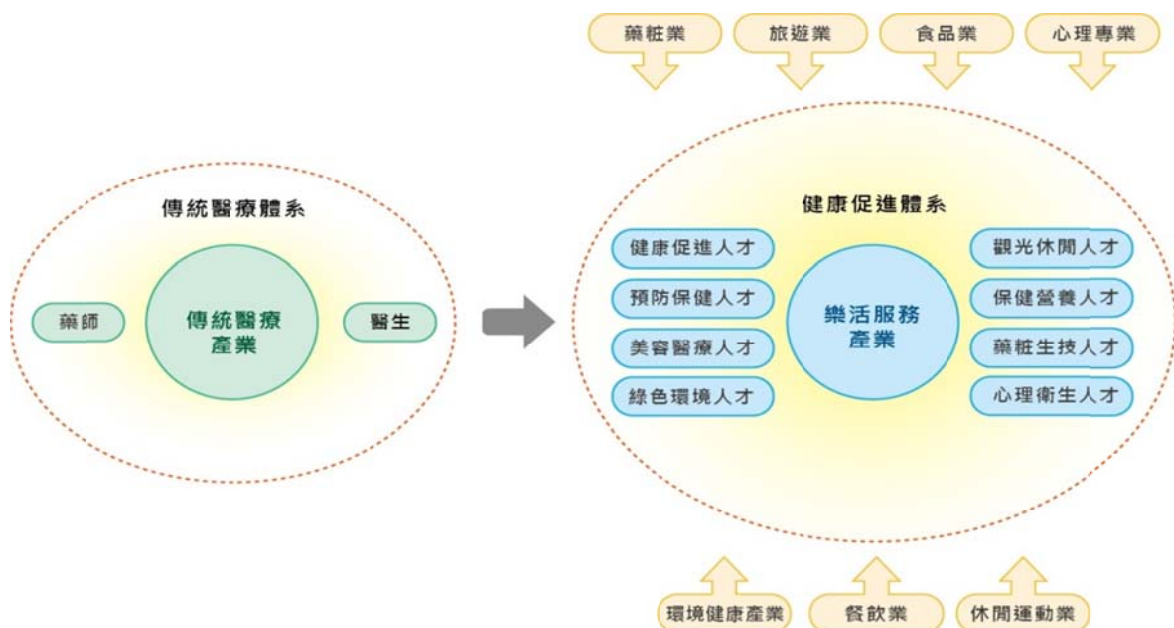 藥粧業
旅遊業
食品業
心理專業
傳統醫療體系
藥師
傳統醫療
產業
醫生
健康促進體系
健康促進人才
預防保健人才
美容醫療人才
綠色環境人才
樂活服務
產業
觀光休閒人才
保健營養人才
藥粧生技人才
心理衛生人才
環境健康產業
餐飲業
休閒運動業